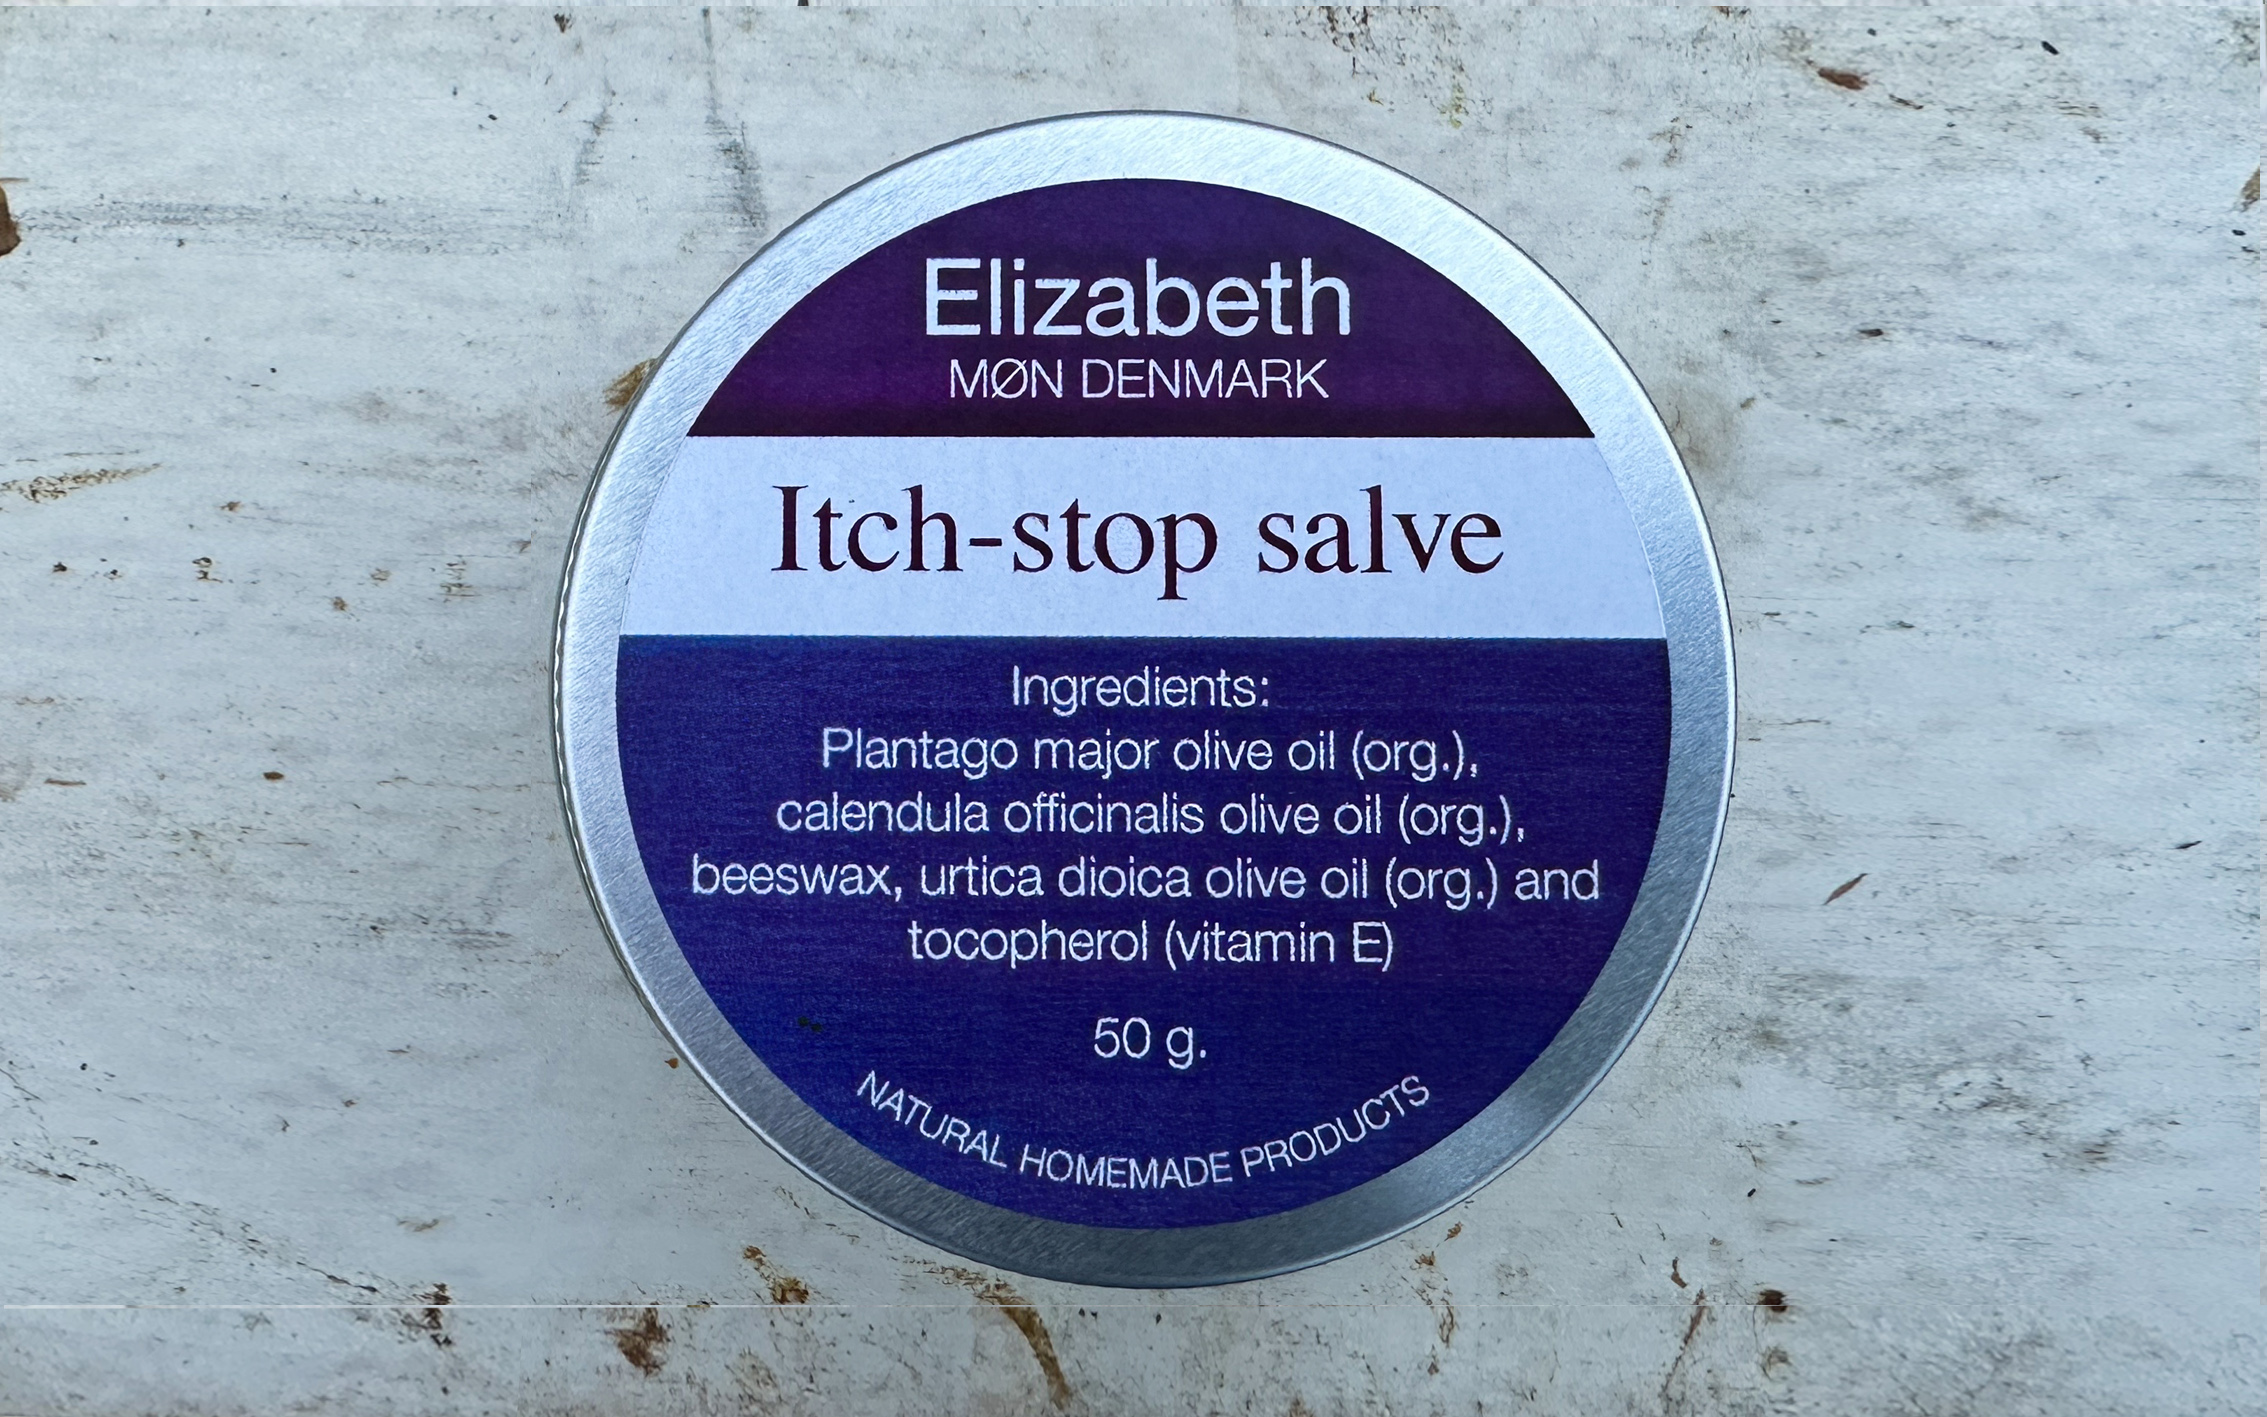 Elizabeth
MØN DENMARK
Itch-stop salve
Ingredients:
Plantago major olive oil (org.),
calendula officinalis olive oil (org.),
beeswax, urtica dioica olive oil (org.) and
tocopherol (vitamin E)
50 g.
NATURAL HOMEMADE PRODUCTS